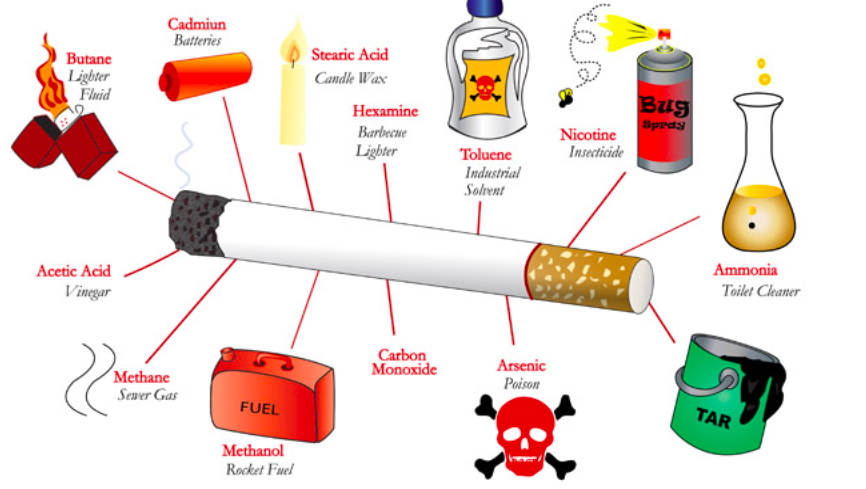 Cadmiun
Batteries
Butane
Lighter
Fluid
Stearic Acid
Candle Wax
Hexamine
Barbecue
Lighter
Toluene
Industrial
Solvent
Nicotine
Insecticide
Bug
Spray
Ammonia
Toilet Cleaner
Acetic Acid
Vinegar
Methane
Sewer Gas
FUEL
Methanol
Rocket Fuel
Carbon
Monoxide
Arsenic
Poison
TAR